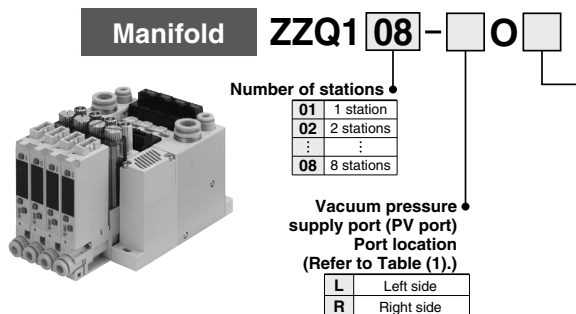 Manifold ZZQ1 08 – O
Number of stations
01 1 station
02 2 stations
⋮ ⋮
08 8 stations
Vacuum pressure
supply port (PV port)
Port location
(Refer to Table (1).)
L Left side
R Right side